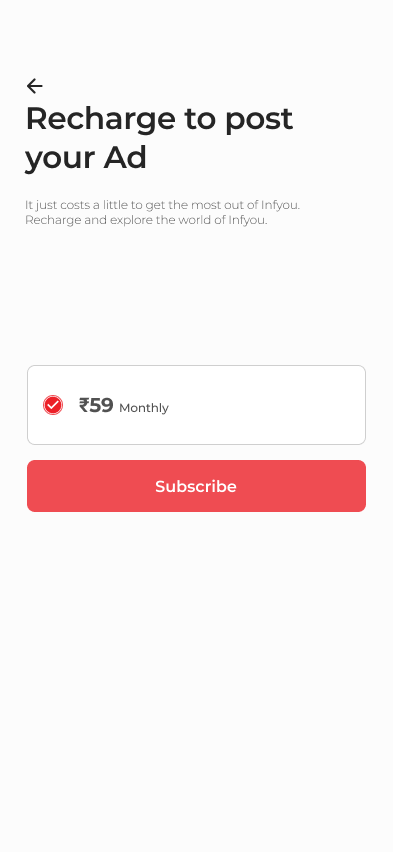 Recharge to post
your Ad
It just costs a little to get the most out of Infyou.
Recharge and explore the world of Infyou.
₹59 Monthly
Subscribe